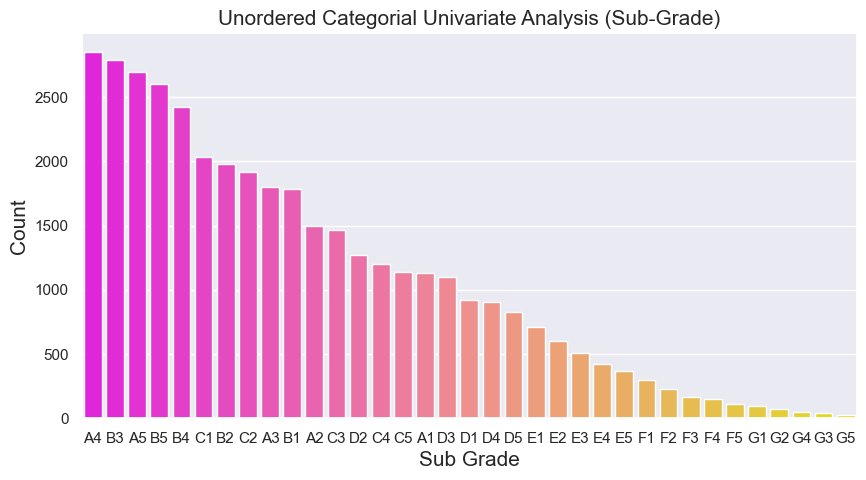 Unordered Categorial Univariate Analysis (Sub-Grade)
2500
2000
1500
1000
500
0
Count
A4 B3 A5 B5 B4 C1 B2 C2 A3 B1 A2 C3 D2 C4 C5 A1 D3 D1 D4 D5 E1 E2 E3 E4 E5 F1 F2 F3 F4 F5 G1 G2 G4 G3 G5
Sub Grade